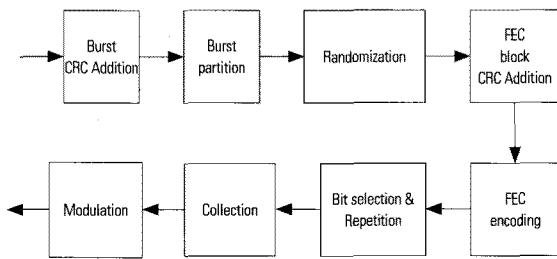 Burst
CRC Addition
Burst
partition
Randomization
FEC
block
CRC Addition
FEC
encoding
Bit selection &
Repetition
Collection
Modulation